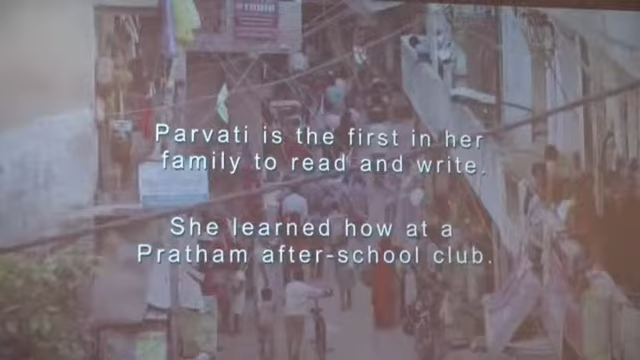 Parvati is the first in her
family to read and write.
She learned how at a
Pratham after-school club.